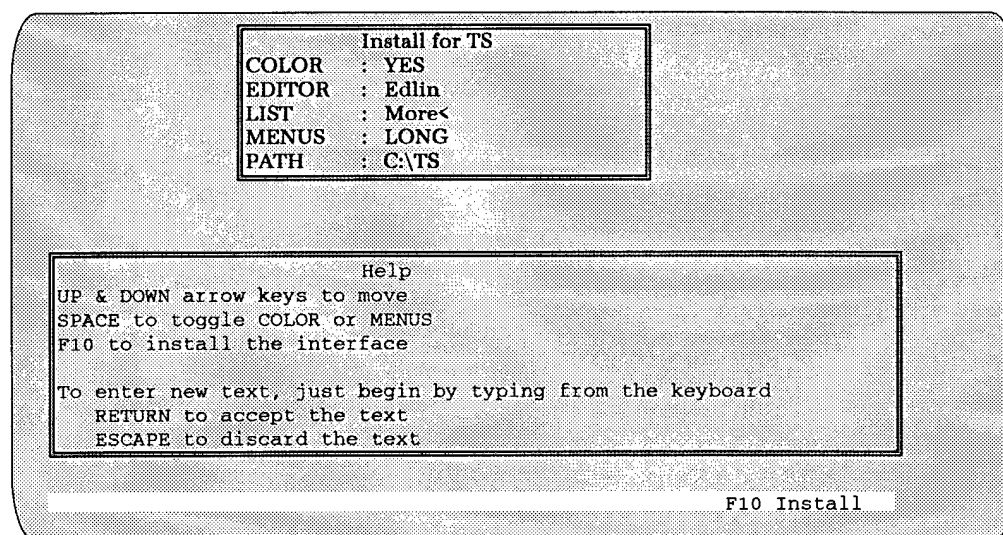 Install for TS
COLOR : YES
EDITOR : Edlin
LIST : More<
MENUS : LONG
PATH : C:\TS
Help
UP & DOWN arrow keys to move
SPACE to toggle COLOR or MENUS
F10 to install the interface
To enter new text, just begin by typing from the keyboard
RETURN to accept the text
ESCAPE to discard the text
F10 Install